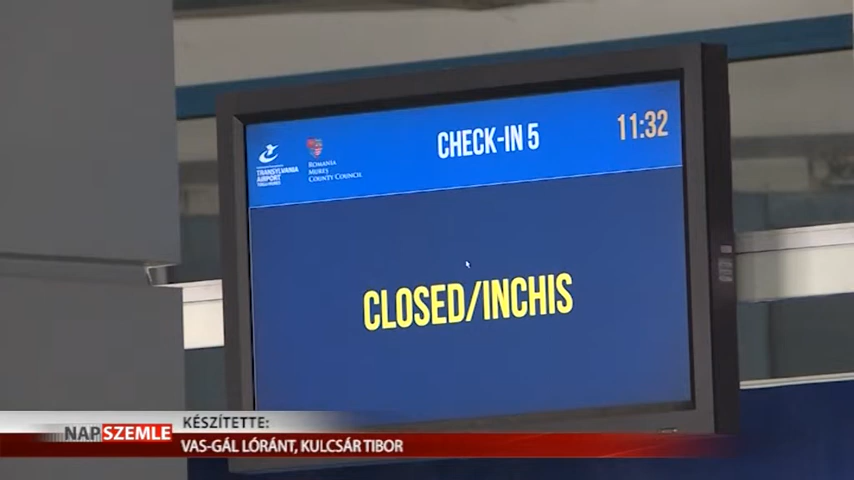 CHECK-IN 5
11:32
TRANSYLVANIA
AIRPORT
ROMANIA
MUREȘ
COUNTY COUNCIL
CLOSED/INCHIS
NAPSZEMLE
KÉSZÍTETTE:
VAS-GÁL LÓRÁNT, KULCSÁR TIBOR